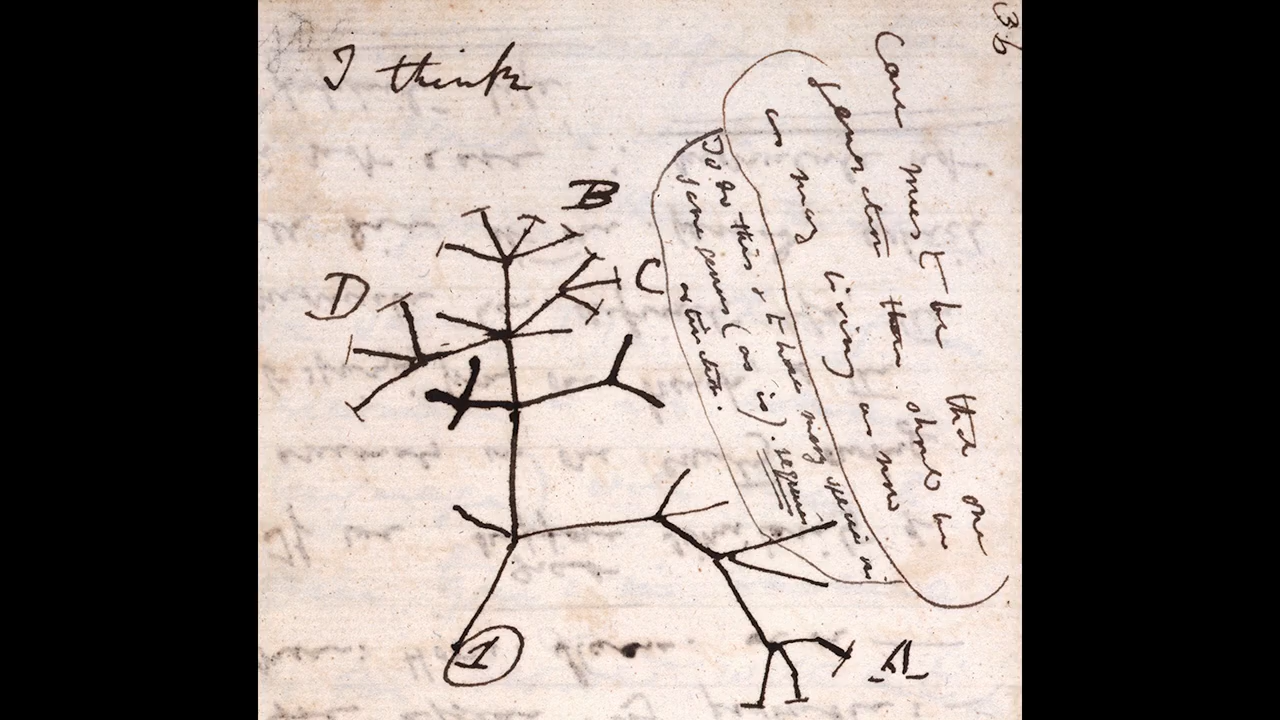 I think
36
Case must be that one
generation then should be
as many living as now
To do this & to have many species in
same genus (as is). requires
extinction.
B
C
D
A
1